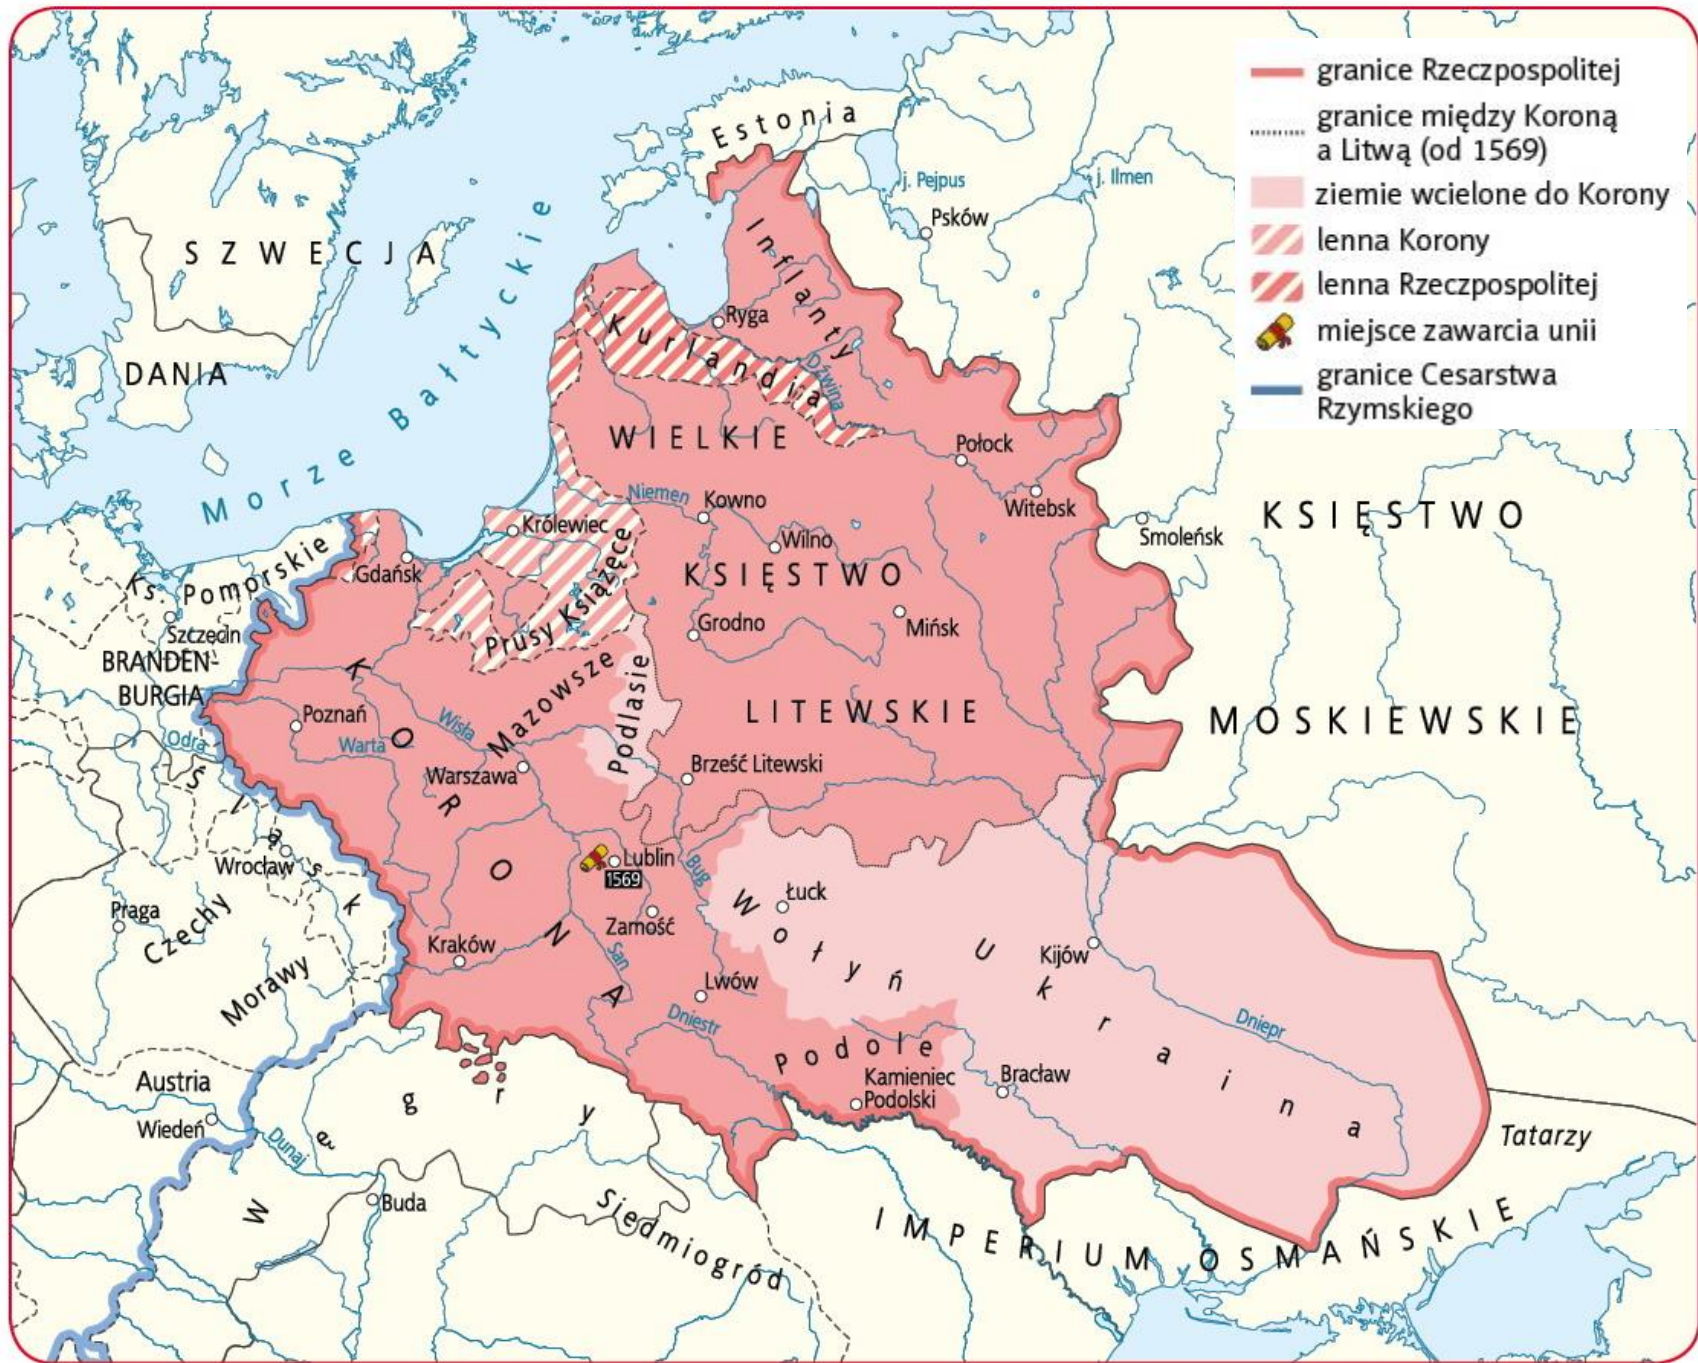 granice Rzeczpospolitej
granice między Koroną
a Litwą (od 1569)
ziemie wcielone do Korony
lenna Korony
lenna Rzeczpospolitej
miejsce zawarcia unii
granice Cesarstwa
Rzymskiego
Estonia
j. Pejpus
j. Ilmen
Psków
SZWECJA
Inflanty
Morze Bałtyckie
Ryga
Kurlandia
DANIA
Dźwina
WIELKIE
Połock
Niemen
Kowno
Witebsk
KSIĘSTWO
Królewiec
Smoleńsk
Wilno
Ks. Pomorskie
Gdańsk
KSIĘSTWO
Prusy Książęce
Szczecin
Grodno
Mińsk
BRANDEN-
BURGIA
KORONA
Mazowsze
Podlasie
LITEWSKIE
MOSKIEWSKIE
Poznań
Wisła
Odra
Warta
Warszawa
Brześć Litewski
Śląsk
Wrocław
Lublin
1569
Bug
Łuck
Wołyń
Praga
Czechy
Zamość
Kraków
San
Ukraina
Kijów
Morawy
Lwów
Dniestr
Dniepr
Podole
Austria
Kamieniec
Podolski
Bracław
Wiedeń
Dunaj
Węgry
Tatarzy
Buda
Siedmiogród
IMPERIUM OSMAŃSKIE